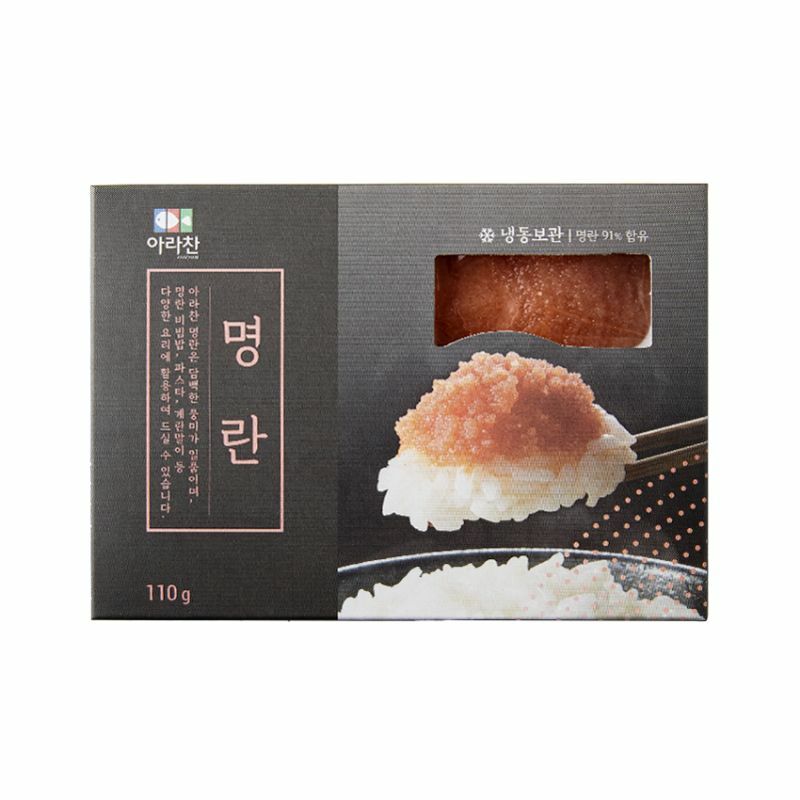 아라찬
냉동보관 | 명란 91% 함유
명란
아라찬 명란은 담백한 풍미가 일품이며,
명란 비빔밥, 파스타, 계란말이 등
다양한 요리에 활용하여 드실 수 있습니다.
110g